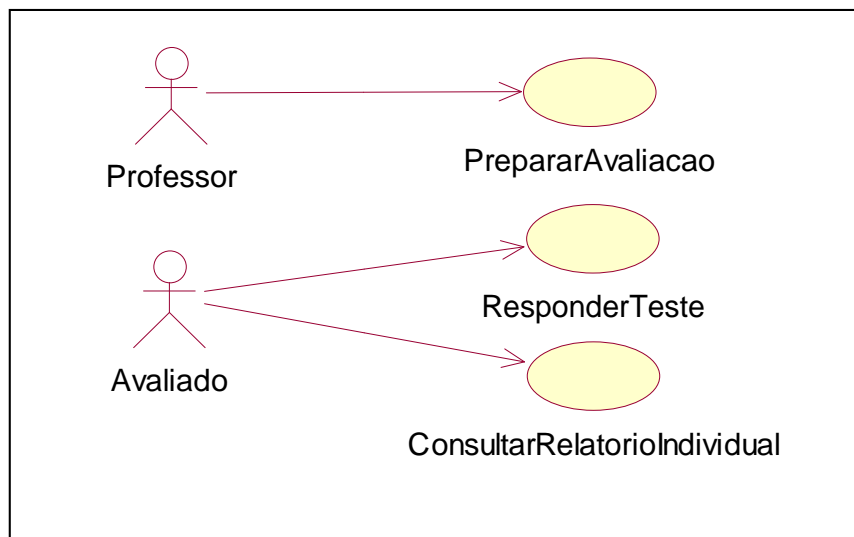 Professor
PrepararAvaliacao
Avaliado
ResponderTeste
ConsultarRelatorioIndividual